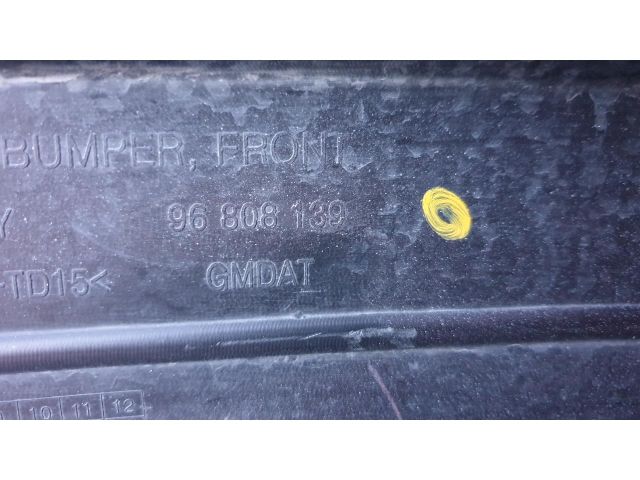 BUMPER, FRONT
Y 96 808 139
-TD15< GMDAT
10 11 12